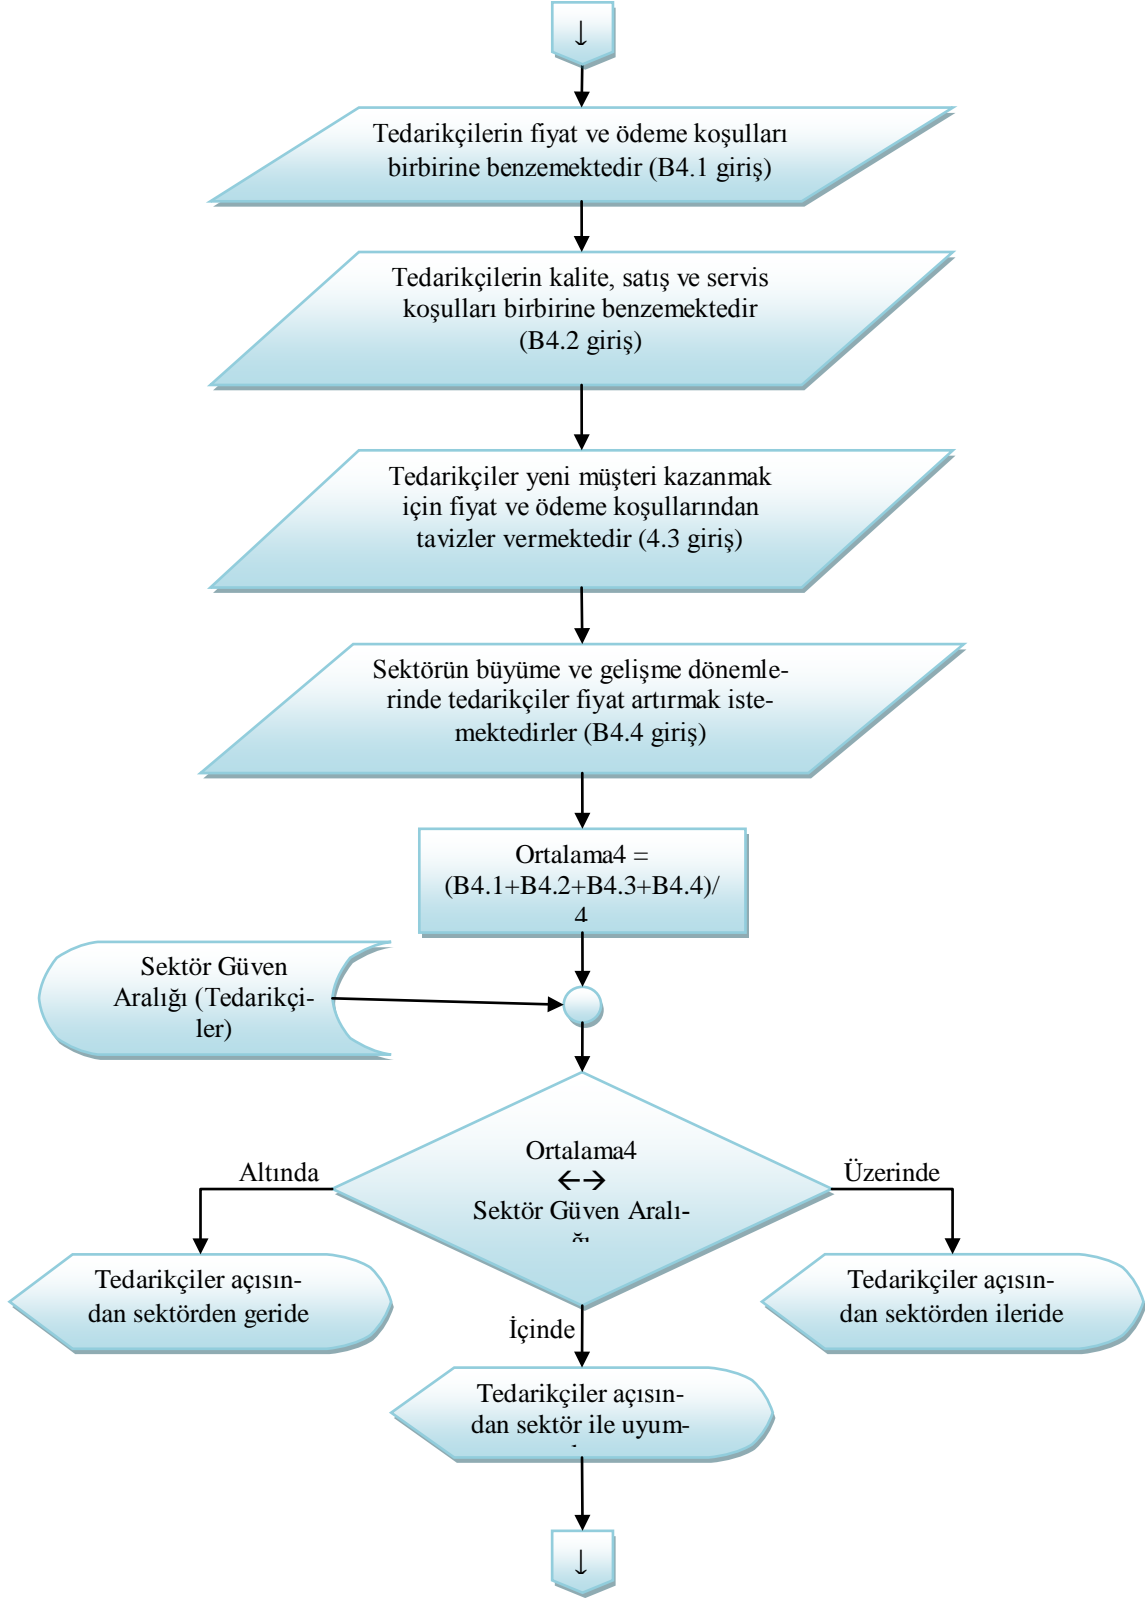 ↓
Tedarikçilerin fiyat ve ödeme koşulları
birbirine benzemektedir (B4.1 giriş)
Tedarikçilerin kalite, satış ve servis
koşulları birbirine benzemektedir
(B4.2 giriş)
Tedarikçiler yeni müşteri kazanmak
için fiyat ve ödeme koşullarından
tavizler vermektedir (4.3 giriş)
Sektörün büyüme ve gelişme dönemle-
rinde tedarikçiler fiyat artırmak iste-
mektedirler (B4.4 giriş)
Ortalama4 =
(B4.1+B4.2+B4.3+B4.4)/
4
Sektör Güven
Aralığı (Tedarikçi-
ler)
Ortalama4
←→
Sektör Güven Aralı-
ğı
Altında
Üzerinde
İçinde
Tedarikçiler açısın-
dan sektörden geride
Tedarikçiler açısın-
dan sektörden ileride
Tedarikçiler açısın-
dan sektör ile uyum-
↓